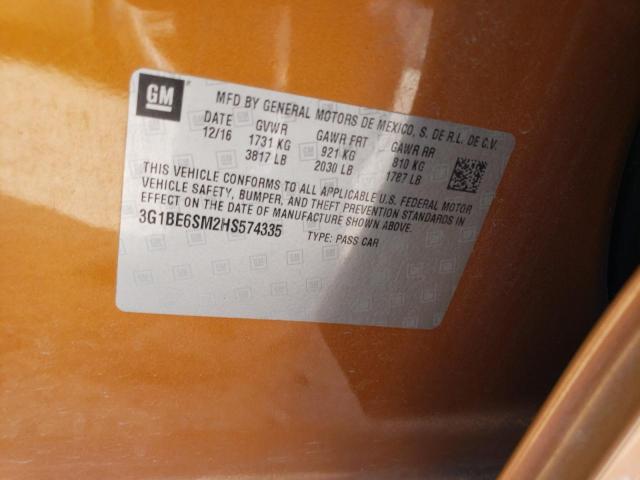 GM
MFD BY GENERAL MOTORS DE MEXICO, S. DE R.L. DE C.V.
DATE GVWR GAWR FRT GAWR RR
12/16 1731 KG 921 KG 810 KG
3817 LB 2030 LB 1787 LB
THIS VEHICLE CONFORMS TO ALL APPLICABLE U.S. FEDERAL MOTOR
VEHICLE SAFETY, BUMPER, AND THEFT PREVENTION STANDARDS IN
EFFECT ON THE DATE OF MANUFACTURE SHOWN ABOVE.
3G1BE6SM2HS574335 TYPE: PASS CAR